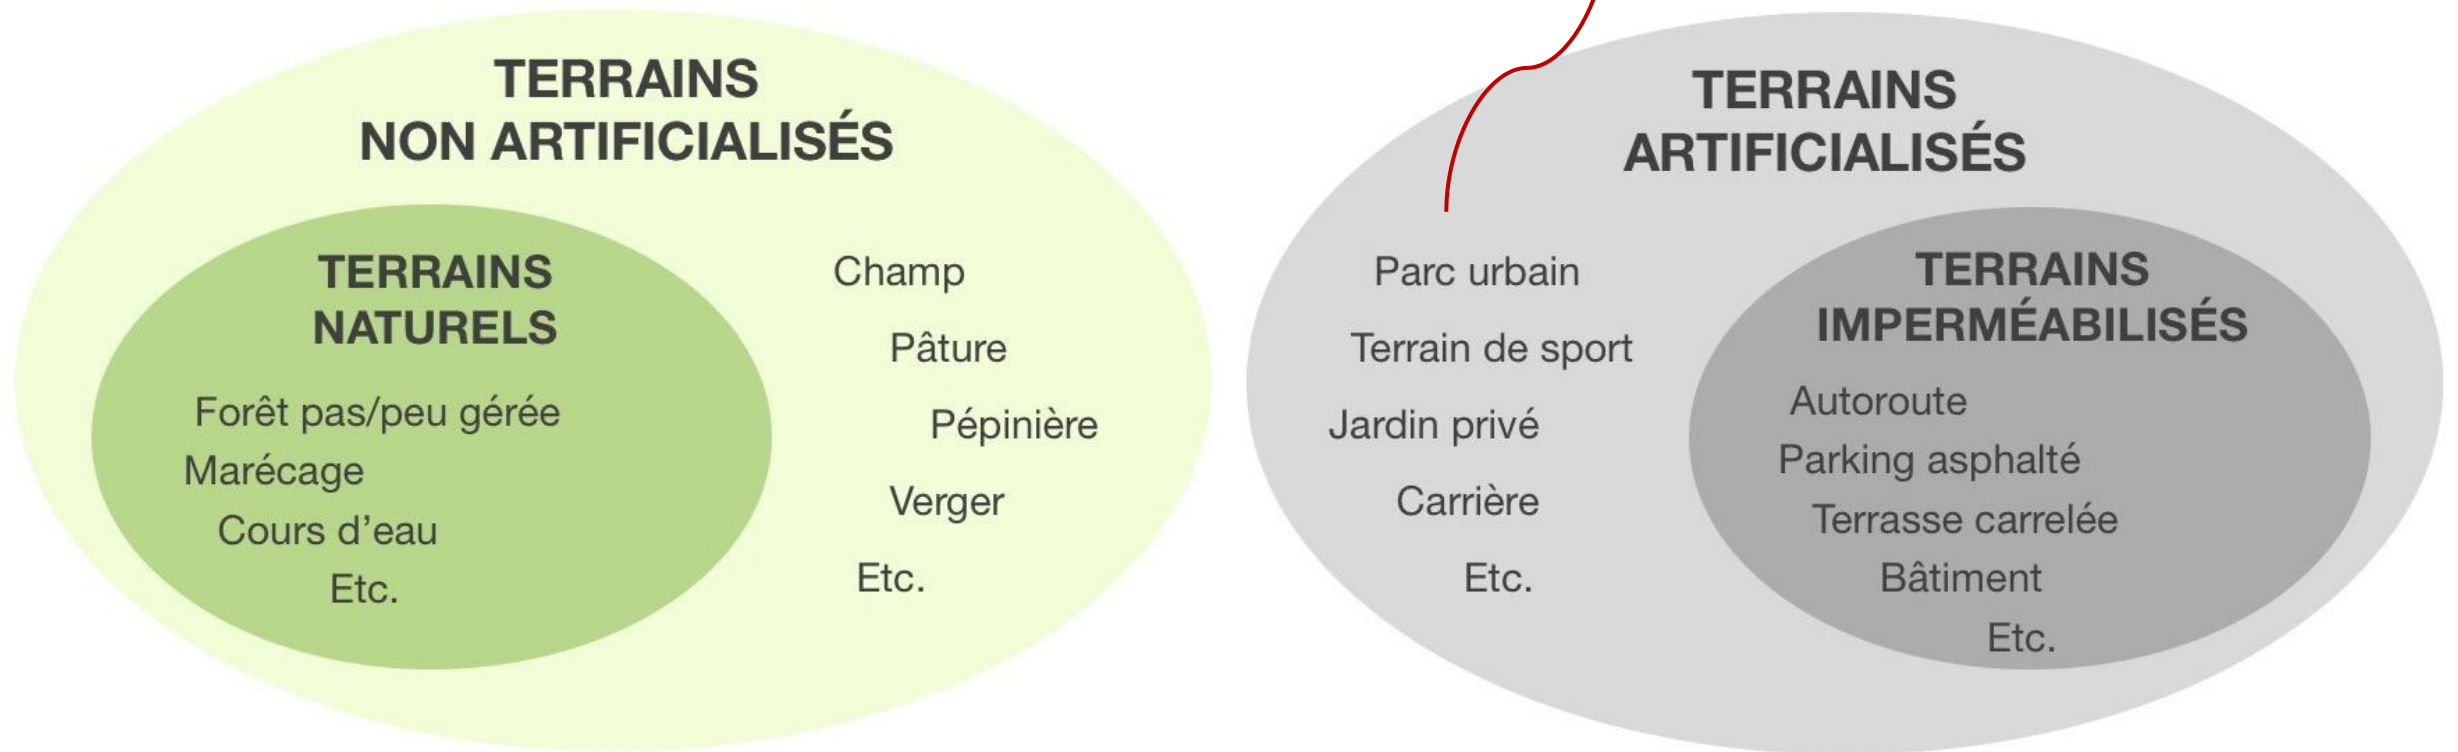 TERRAINS
NON ARTIFICIALISÉS
TERRAINS
NATURELS
Forêt pas/peu gérée
Marécage
Cours d’eau
Etc.
Champ
Pâture
Pépinière
Verger
Etc.
TERRAINS
ARTIFICIALISÉS
Parc urbain
Terrain de sport
Jardin privé
Carrière
Etc.
TERRAINS
IMPERMÉABILISÉS
Autoroute
Parking asphalté
Terrasse carrelée
Bâtiment
Etc.